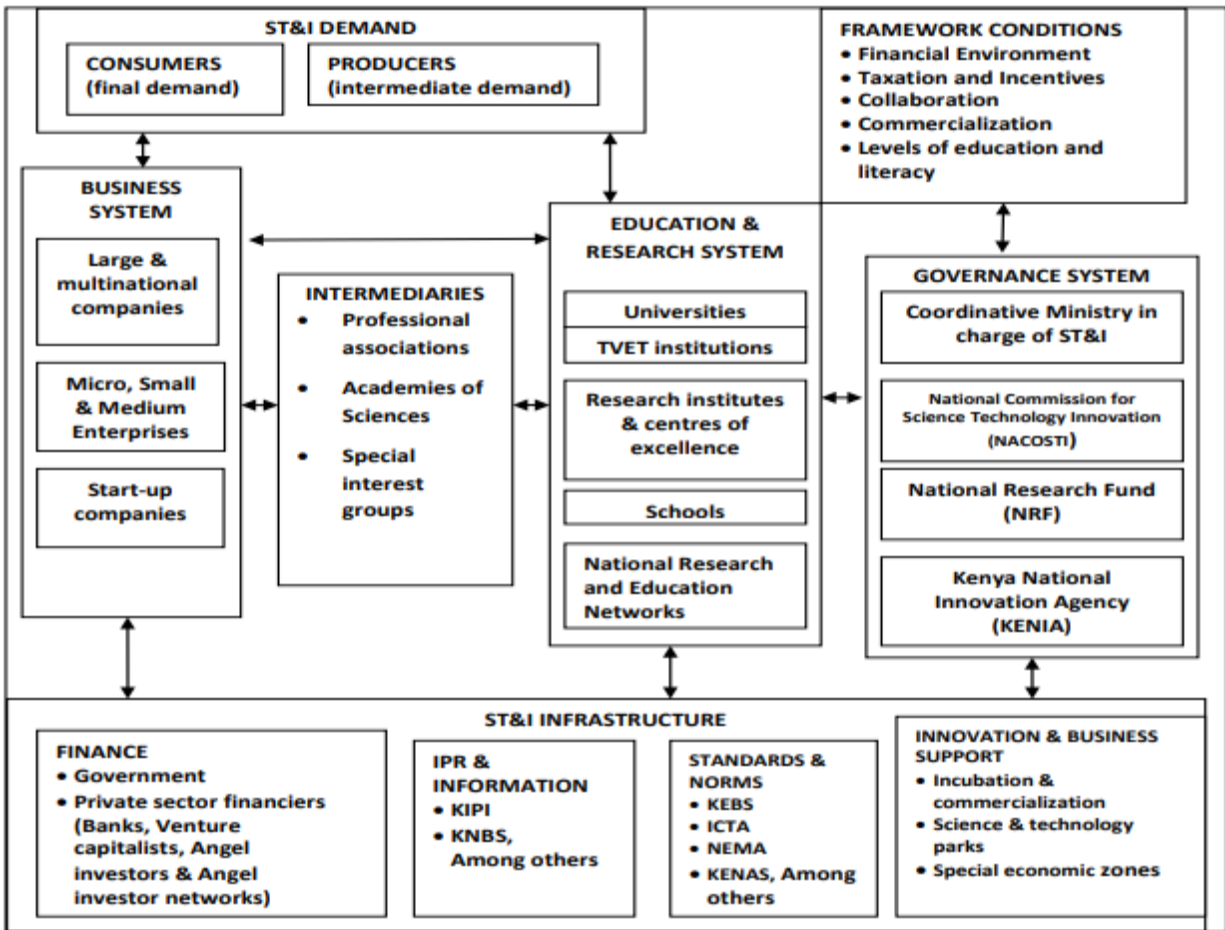 ST&I DEMAND
CONSUMERS
(final demand)
PRODUCERS
(intermediate demand)
FRAMEWORK CONDITIONS
• Financial Environment
• Taxation and Incentives
• Collaboration
• Commercialization
• Levels of education and
literacy
BUSINESS
SYSTEM
Large &
multinational
companies
Micro, Small
& Medium
Enterprises
Start-up
companies
INTERMEDIARIES
• Professional
associations
• Academies of
Sciences
• Special
interest
groups
EDUCATION &
RESEARCH SYSTEM
Universities
TVET institutions
Research institutes
& centres of
excellence
Schools
National Research
and Education
Networks
GOVERNANCE SYSTEM
Coordinative Ministry in
charge of ST&I
National Commission for
Science Technology Innovation
(NACOSTI)
National Research Fund
(NRF)
Kenya National
Innovation Agency
(KENIA)
ST&I INFRASTRUCTURE
FINANCE
• Government
• Private sector financiers
(Banks, Venture
capitalists, Angel
investors & Angel
investor networks)
IPR &
INFORMATION
• KIPI
• KNBS,
Among others
STANDARDS &
NORMS
• KEBS
• ICTA
• NEMA
• KENAS, Among
others
INNOVATION & BUSINESS
SUPPORT
• Incubation &
commercialization
• Science & technology
parks
• Special economic zones